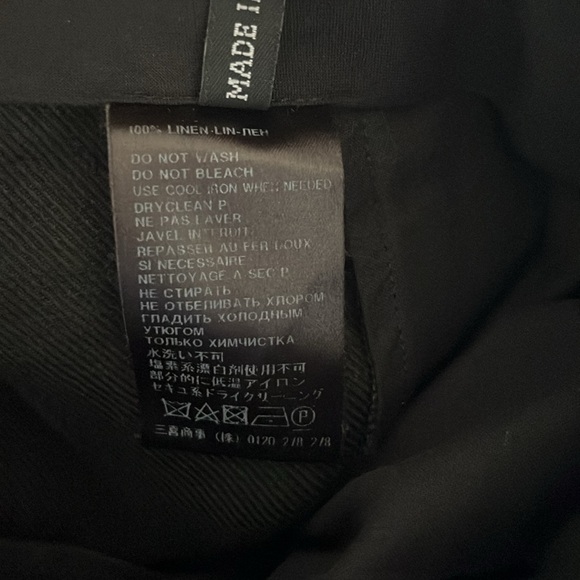 MADE I
100% LINEN-LIN-ЛЕН
DO NOT WASH
DO NOT BLEACH
USE COOL IRON WHEN NEEDED
DRYCLEAN P
NE PAS LAVER
JAVEL INTERDIT
REPASSER AU FER DOUX
SI NECESSAIRE
NETTOYAGE A SEC P
НЕ СТИРАТЬ
НЕ ОТБЕЛИВАТЬ ХЛОРОМ
ГЛАДИТЬ ХОЛОДНЫМ
УТЮГОМ
ТОЛЬКО ХИМЧИСТКА
水洗い不可
塩素系漂白剤使用不可
部分的に低温アイロン
セキユ系ドライクリーニング
P
三喜商事 (株) 0120 278 278